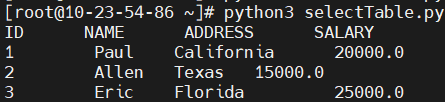 [root@10-23-54-86 ~]# python3 selectTable.py
ID NAME ADDRESS SALARY
1 Paul California 20000.0
2 Allen Texas 15000.0
3 Eric Florida 25000.0